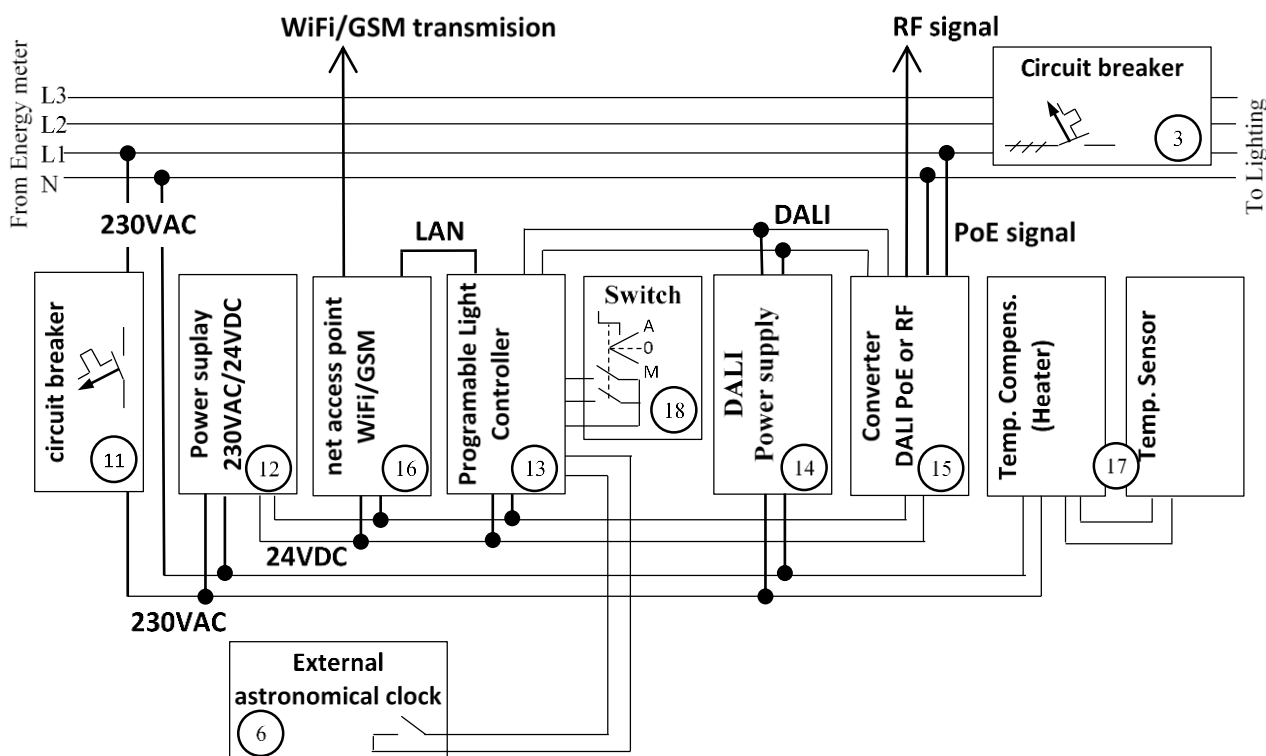 WiFi/GSM transmision
RF signal
From Energy meter
L3
L2
L1
N
Circuit breaker
3
To Lighting
230VAC
LAN
DALI
PoE signal
circuit breaker
11
Power suplay
230VAC/24VDC
12
net access point
WiFi/GSM
16
Programable Light
Controller
13
Switch
A
0
M
18
DALI
Power supply
14
Converter
DALI PoE or RF
15
Temp. Compens.
(Heater)
17
Temp. Sensor
24VDC
230VAC
External
astronomical clock
6